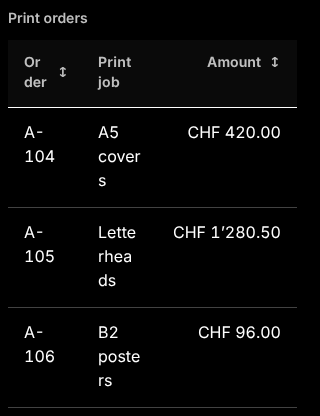 Print orders
Or Print Amount ↕
der ↕ job
A- A5 CHF 420.00
104 cover
s
A- Lette CHF 1’280.50
105 rhea
ds
A- B2 CHF 96.00
106 poste
rs